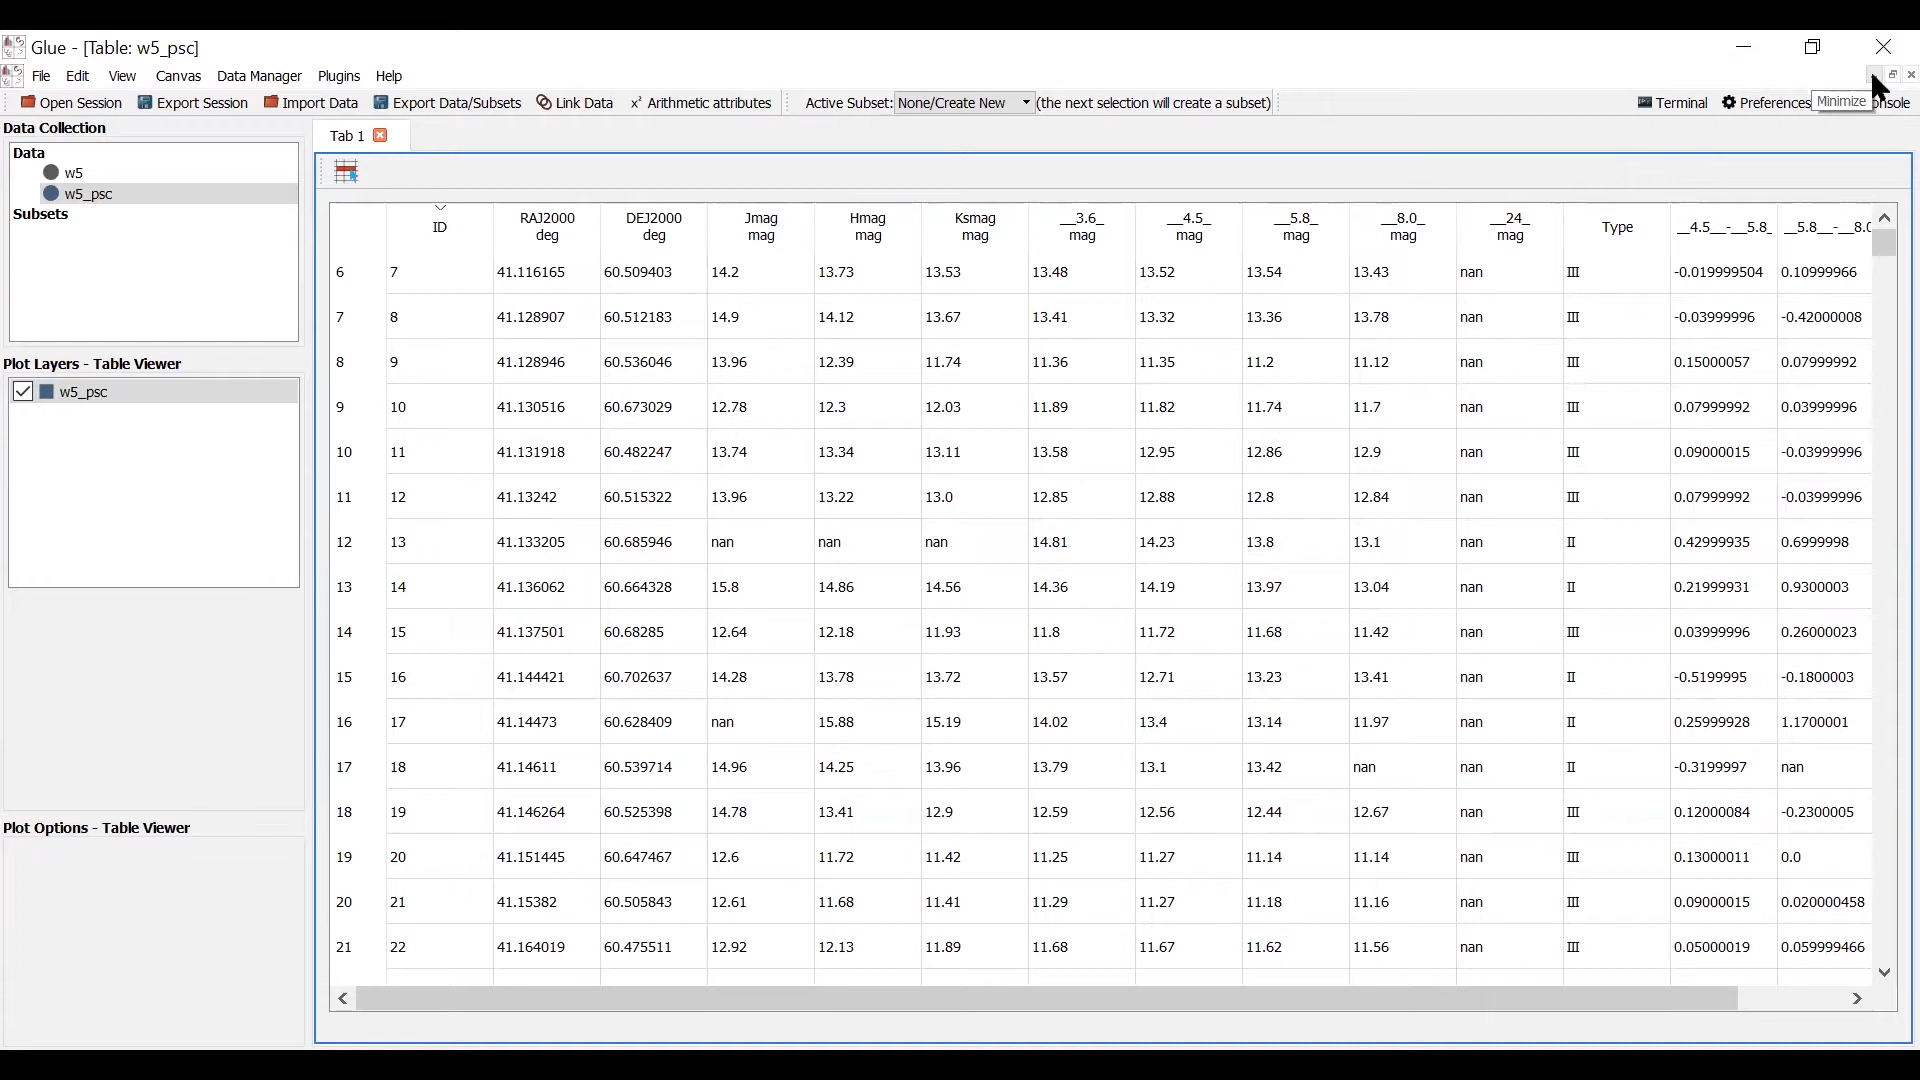 Glue - [Table: w5_psc]
File Edit View Canvas Data Manager Plugins Help
Open Session Export Session Import Data Export Data/Subsets Link Data x² Arithmetic attributes Active Subset: None/Create New (the next selection will create a subset) Terminal Preferences Minimize
Data Collection
Data
w5
w5_psc
Subsets
Plot Layers - Table Viewer
w5_psc
Plot Options - Table Viewer
Tab 1
ID RAJ2000 DEJ2000 Jmag Hmag Ksmag __3.6_ __4.5_ __5.8_ __8.0_ __24_ Type __4.5__-__5.8_ __5.8__-__8.0
deg deg mag mag mag mag mag mag mag mag
6 7 41.116165 60.509403 14.2 13.73 13.53 13.48 13.52 13.54 13.43 nan III -0.019999504 0.10999966
7 8 41.128907 60.512183 14.9 14.12 13.67 13.41 13.32 13.36 13.78 nan III -0.03999996 -0.42000008
8 9 41.128946 60.536046 13.96 12.39 11.74 11.36 11.35 11.2 11.12 nan III 0.15000057 0.07999992
9 10 41.130516 60.673029 12.78 12.3 12.03 11.89 11.82 11.74 11.7 nan III 0.07999992 0.03999996
10 11 41.131918 60.482247 13.74 13.34 13.11 13.58 12.95 12.86 12.9 nan III 0.09000015 -0.03999996
11 12 41.13242 60.515322 13.96 13.22 13.0 12.85 12.88 12.8 12.84 nan III 0.07999992 -0.03999996
12 13 41.133205 60.685946 nan nan nan 14.81 14.23 13.8 13.1 nan II 0.42999935 0.6999998
13 14 41.136062 60.664328 15.8 14.86 14.56 14.36 14.19 13.97 13.04 nan II 0.21999931 0.9300003
14 15 41.137501 60.68285 12.64 12.18 11.93 11.8 11.72 11.68 11.42 nan III 0.03999996 0.26000023
15 16 41.144421 60.702637 14.28 13.78 13.72 13.57 12.71 13.23 13.41 nan II -0.5199995 -0.1800003
16 17 41.14473 60.628409 nan 15.88 15.19 14.02 13.4 13.14 11.97 nan II 0.25999928 1.1700001
17 18 41.14611 60.539714 14.96 14.25 13.96 13.79 13.1 13.42 nan nan II -0.3199997 nan
18 19 41.146264 60.525398 14.78 13.41 12.9 12.59 12.56 12.44 12.67 nan III 0.12000084 -0.2300005
19 20 41.151445 60.647467 12.6 11.72 11.42 11.25 11.27 11.14 11.14 nan III 0.13000011 0.0
20 21 41.15382 60.505843 12.61 11.68 11.41 11.29 11.27 11.18 11.16 nan III 0.09000015 0.020000458
21 22 41.164019 60.475511 12.92 12.13 11.89 11.68 11.67 11.62 11.56 nan III 0.05000019 0.059999466